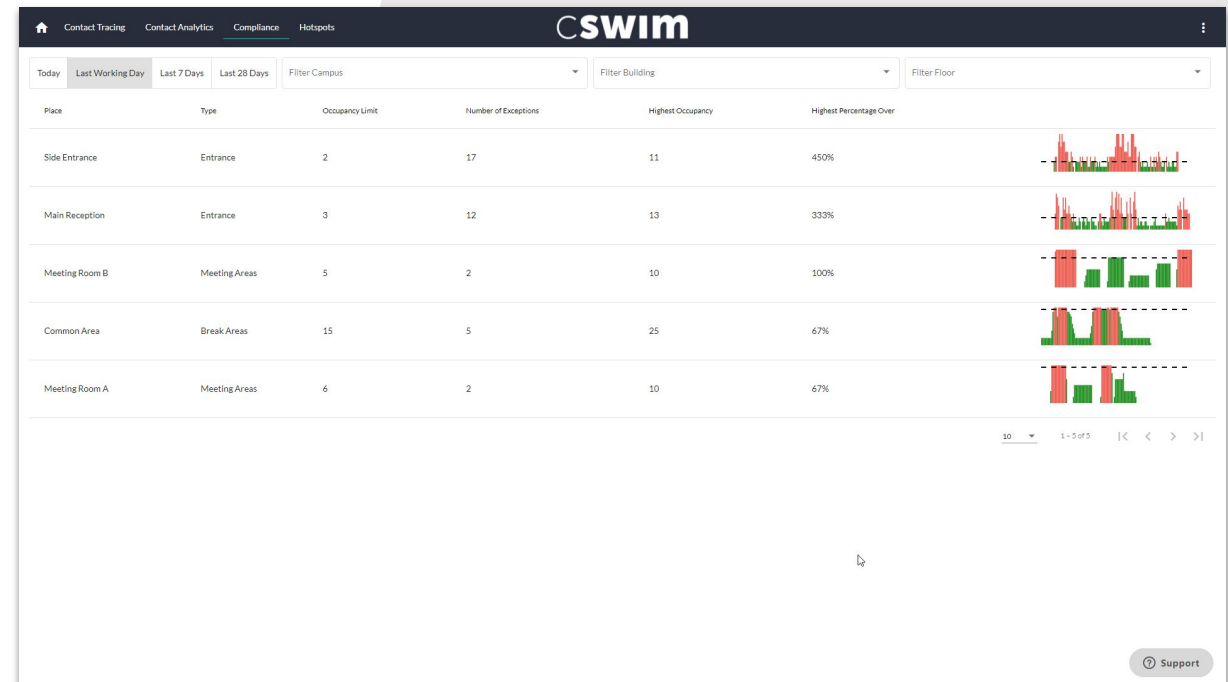 Contact Tracing Contact Analytics Compliance Hotspots cswim
Today Last Working Day Last 7 Days Last 28 Days Filter Campus Filter Building Filter Floor
Place Type Occupancy Limit Number of Exceptions Highest Occupancy Highest Percentage Over
Side Entrance Entrance 2 17 11 450%
Main Reception Entrance 3 12 13 333%
Meeting Room B Meeting Areas 5 2 10 100%
Common Area Break Areas 15 5 25 67%
Meeting Room A Meeting Areas 6 2 10 67%
10 1 – 5 of 5
Support